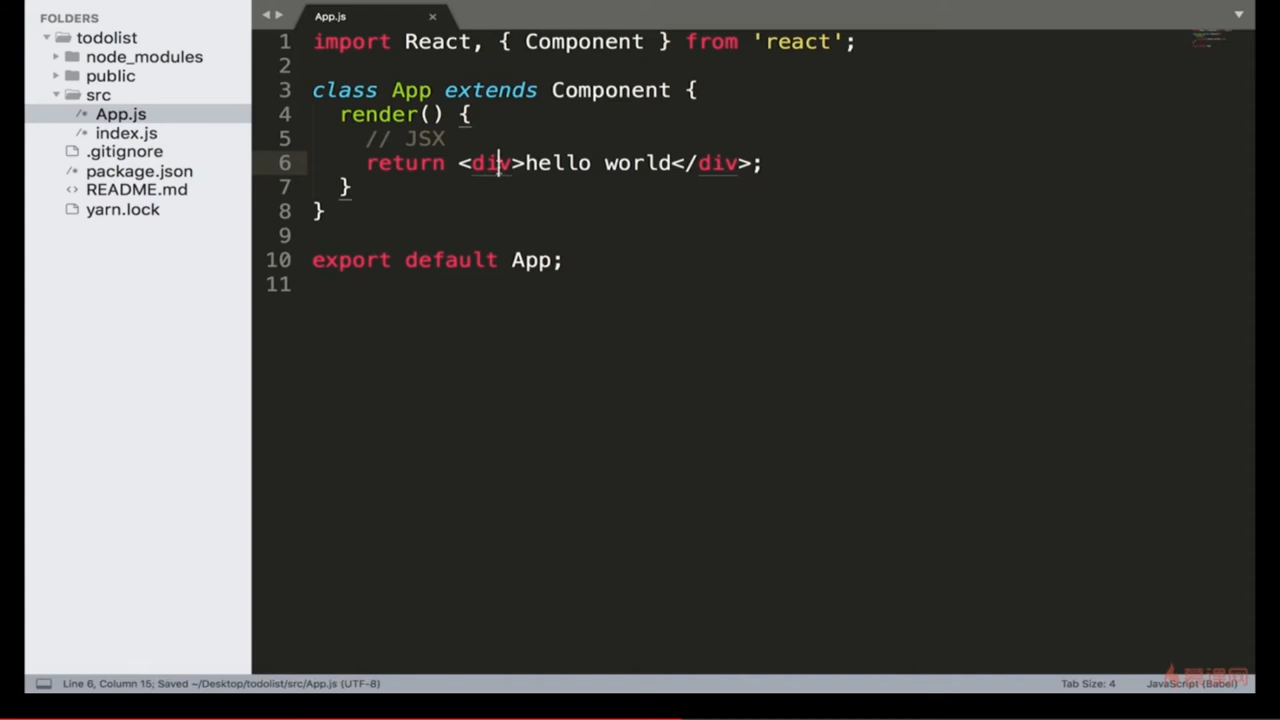 FOLDERS
todolist
node_modules
public
src
App.js
index.js
.gitignore
package.json
README.md
yarn.lock
App.js
1 import React, { Component } from 'react';
2
3 class App extends Component {
4 render() {
5 // JSX
6 return <div>hello world</div>;
7 }
8 }
9
10 export default App;
11
Line 6, Column 15; Saved ~/Desktop/todolist/src/App.js (UTF-8)
Tab Size: 4
JavaScript (Babel)
慕课网